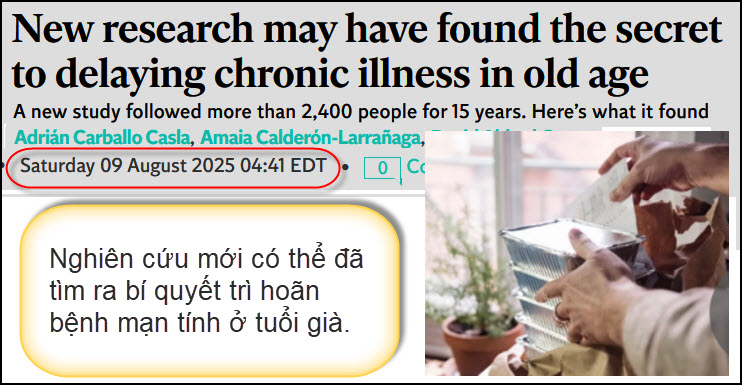 New research may have found the secret
to delaying chronic illness in old age
A new study followed more than 2,400 people for 15 years. Here's what it found
Adrián Carballo Casla, Amaia Calderón-Larrañaga,
• Saturday 09 August 2025 04:41 EDT • 0 Co
Nghiên cứu mới có thể đã
tìm ra bí quyết trì hoãn
bệnh mạn tính ở tuổi già.